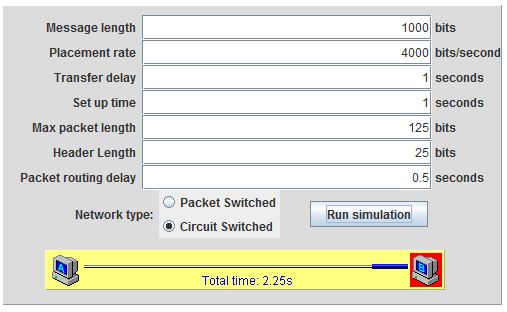 Message length 1000 bits
Placement rate 4000 bits/second
Transfer delay 1 seconds
Set up time 1 seconds
Max packet length 125 bits
Header Length 25 bits
Packet routing delay 0.5 seconds
Network type: Packet Switched
Circuit Switched
Run simulation
A
B
Total time: 2.25s